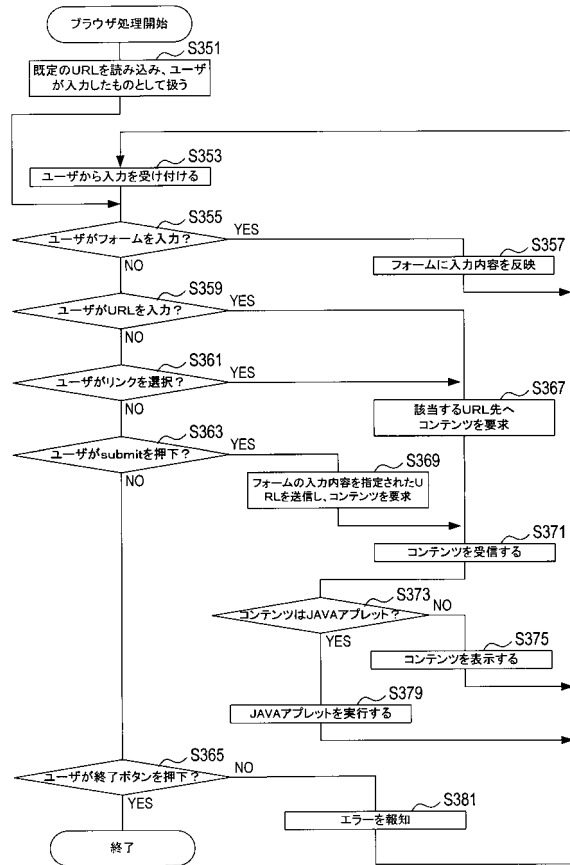 ブラウザ処理開始
S351
既定のURLを読み込み、ユーザ
が入力したものとして扱う
S353
ユーザから入力を受け付ける
S355
ユーザがフォームを入力?
YES
NO
S357
フォームに入力内容を反映
S359
ユーザがURLを入力?
YES
NO
S361
ユーザがリンクを選択?
YES
NO
S367
該当するURL先へ
コンテンツを要求
S363
ユーザがsubmitを押下?
YES
NO
S369
フォームの入力内容を指定されたU
RLを送信し、コンテンツを要求
S371
コンテンツを受信する
S373
コンテンツはJAVAアプレット?
NO
YES
S375
コンテンツを表示する
S379
JAVAアプレットを実行する
S365
ユーザが終了ボタンを押下?
NO
YES
S381
エラーを報知
終了